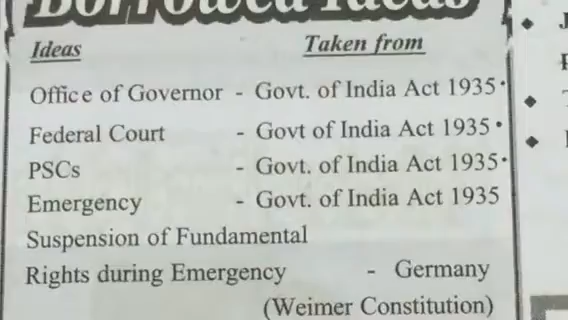 Borrowed Ideas
Ideas Taken from
Office of Governor - Govt. of India Act 1935
Federal Court - Govt of India Act 1935
PSCs - Govt. of India Act 1935
Emergency - Govt. of India Act 1935
Suspension of Fundamental
Rights during Emergency - Germany
(Weimer Constitution)